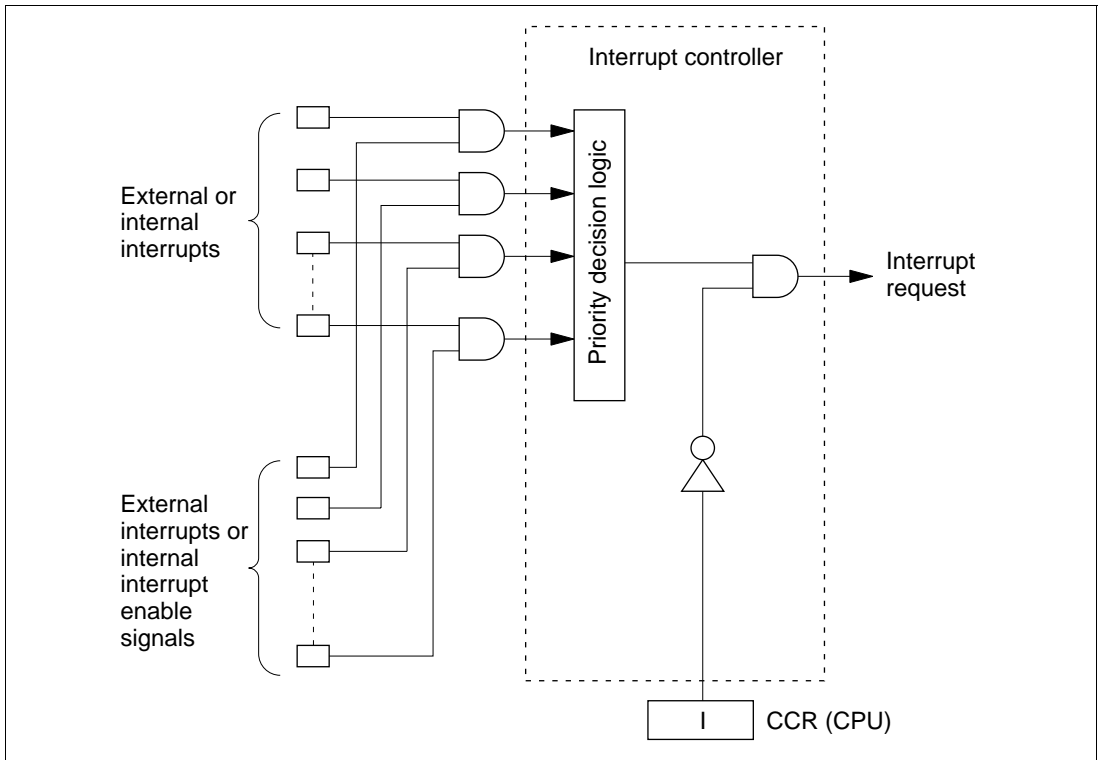 Interrupt controller
External or
internal
interrupts
Priority decision logic
Interrupt
request
External
interrupts or
internal
interrupt
enable
signals
I
CCR (CPU)